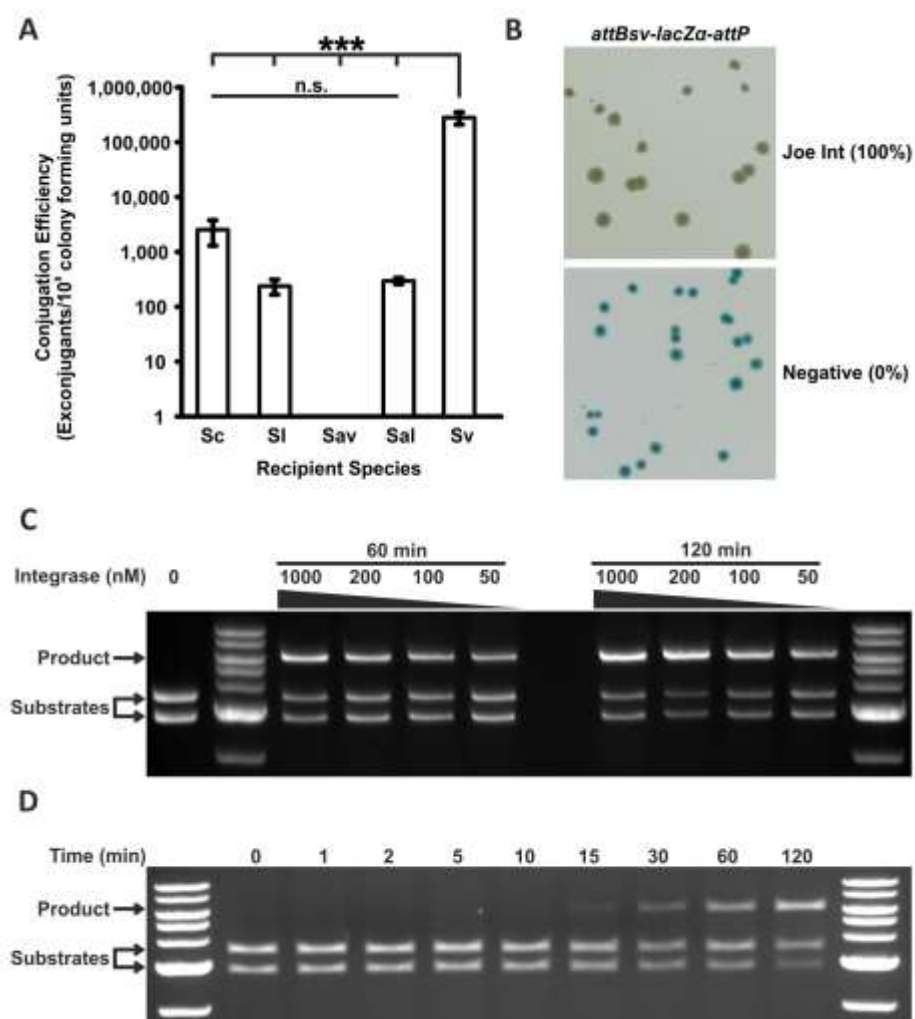 A
***
n.s.
Conjugation Efficiency
(Exconjugants/10⁸ colony forming units)
1,000,000
100,000
10,000
1,000
100
10
1
Sc Sl Sav Sal Sv
Recipient Species
B
attBsv-lacZα-attP
Joe Int (100%)
Negative (0%)
C
60 min 120 min
Integrase (nM) 0 1000 200 100 50 1000 200 100 50
Product
Substrates
D
Time (min) 0 1 2 5 10 15 30 60 120
Product
Substrates